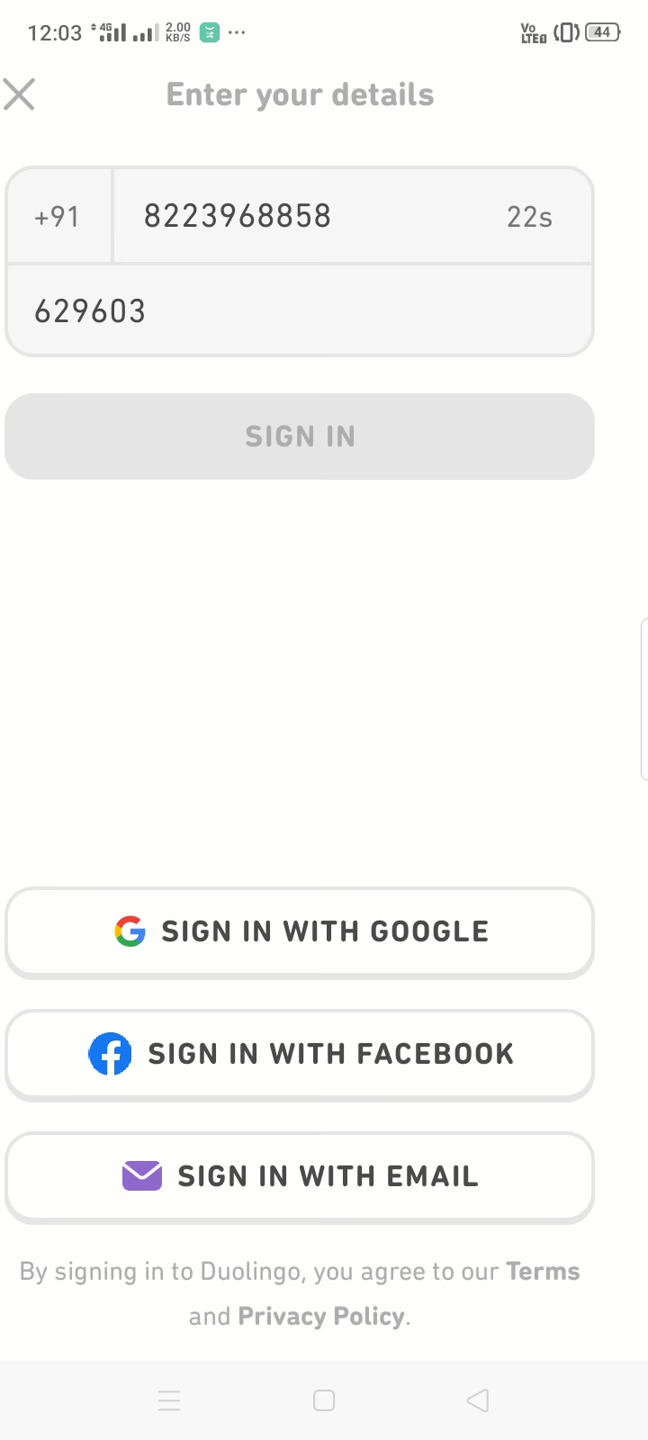 12:03 4G 2.00 KB/S ... Vo LTE 44
Enter your details
+91 8223968858 22s
629603
SIGN IN
SIGN IN WITH GOOGLE
SIGN IN WITH FACEBOOK
SIGN IN WITH EMAIL
By signing in to Duolingo, you agree to our Terms
and Privacy Policy.